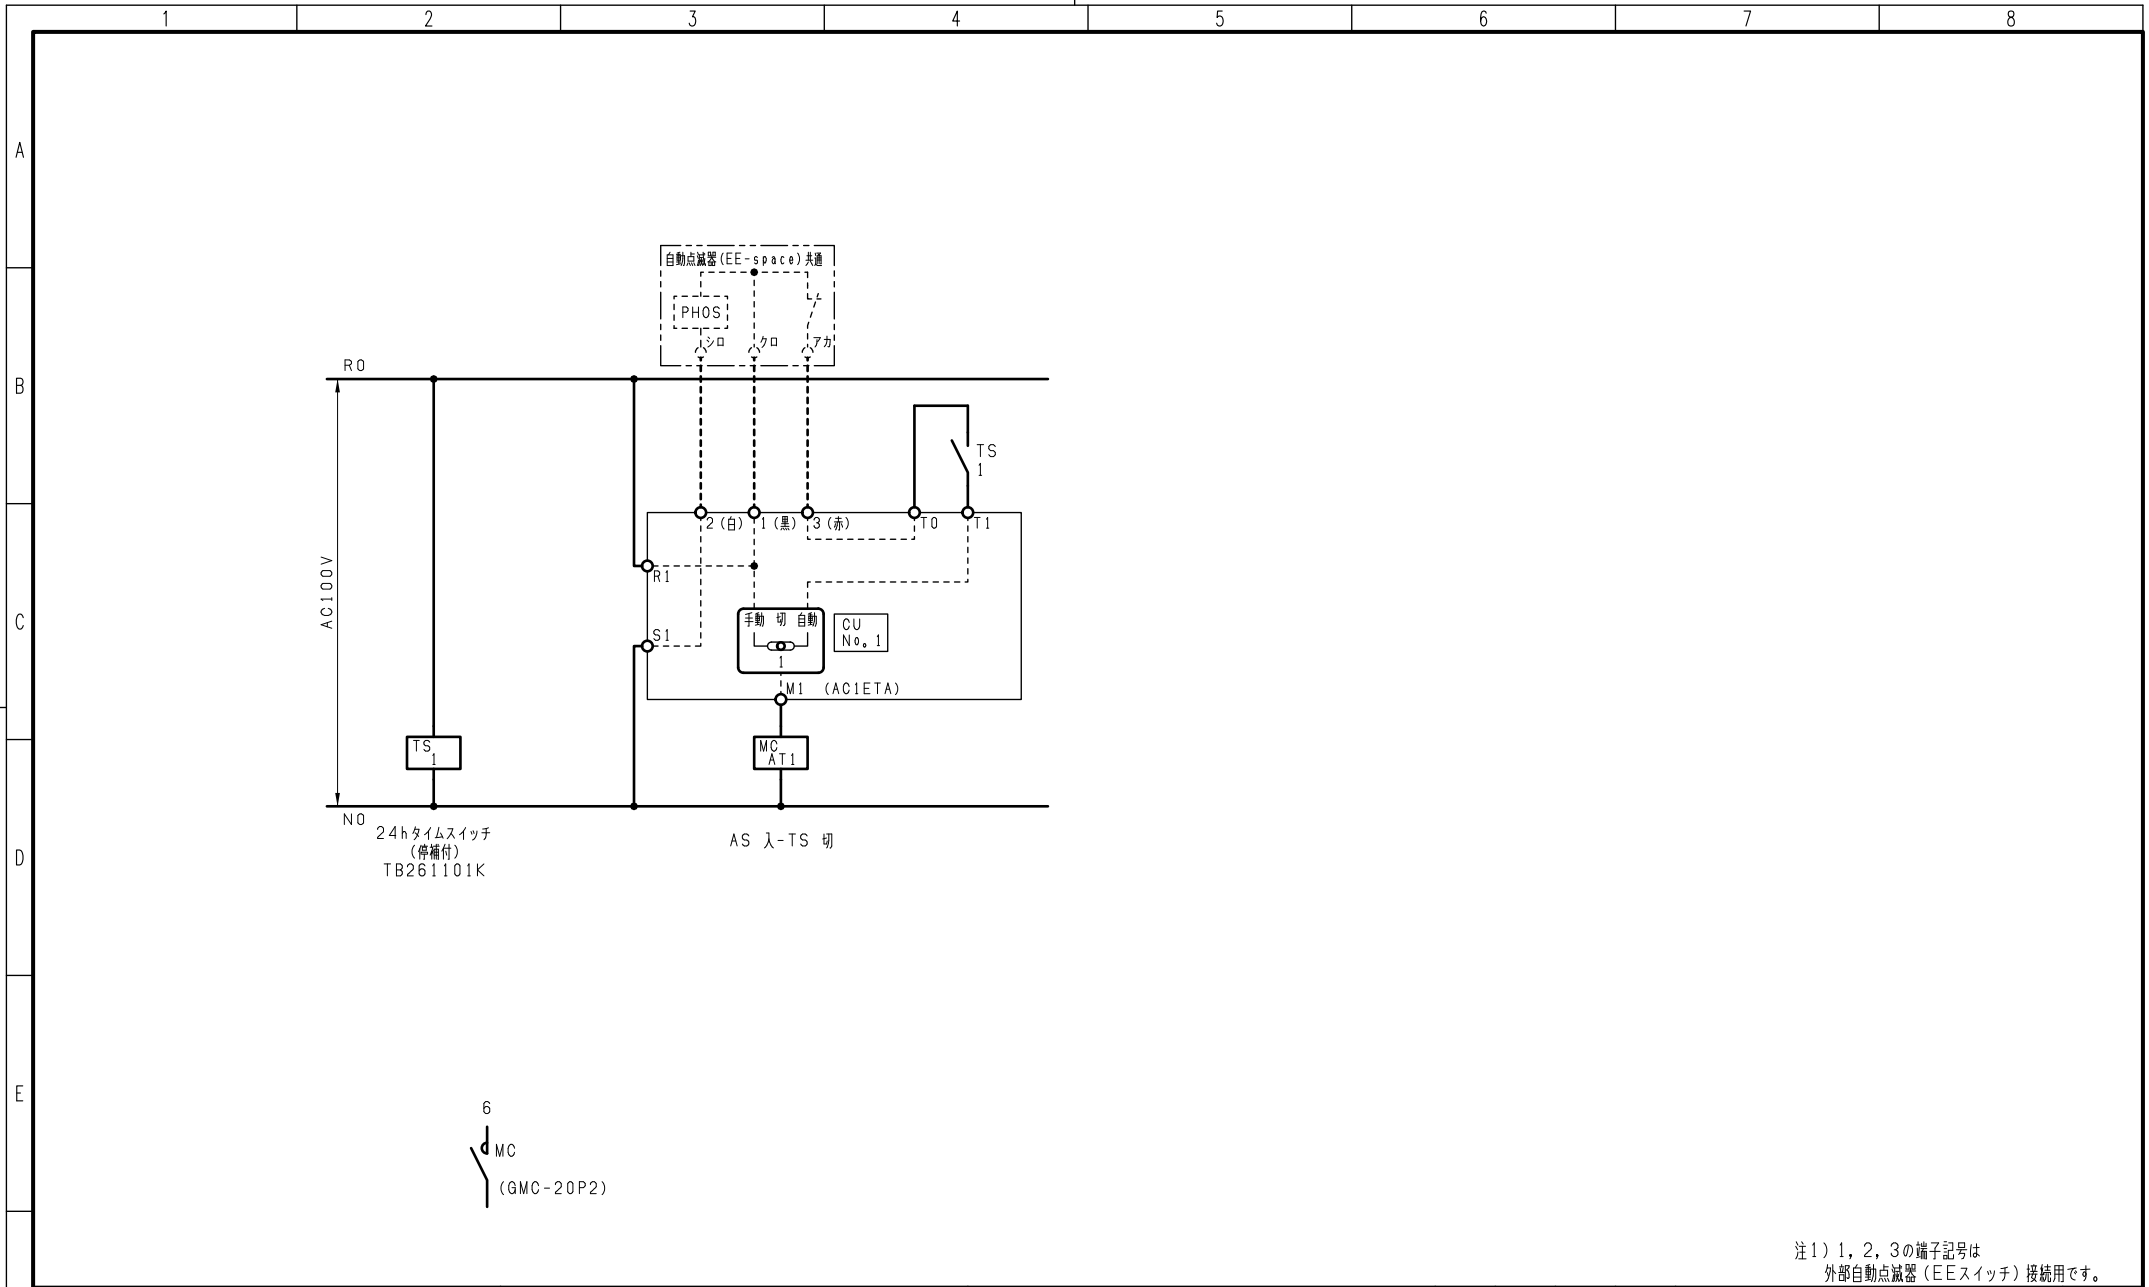 1 2 3 4 5 6 7 8
A
自動点滅器(EE-space)共通
PHOS
シロ クロ アカ
R0
B
TS
1
2(白) 1(黒) 3(赤) T0 T1
R1
AC100V
C
手動 切 自動
CU
No。1
S1
1
M1 (AC1ETA)
TS
1
MC
AT1
N0
24hタイムスイッチ
(停補付)
TB261101K
AS 入-TS 切
D
E
6
MC
(GMC-20P2)
注1)1,2,3の端子記号は
外部自動点滅器(EEスイッチ)接続用です。